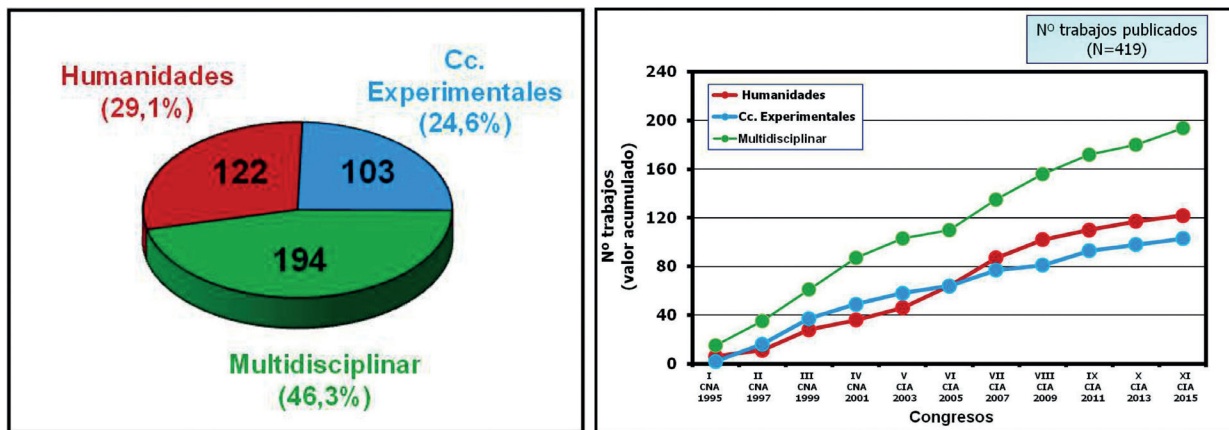 Humanidades
(29,1%)
Cc.
Experimentales
(24,6%)
122
103
194
Multidisciplinar
(46,3%)
Nº trabajos publicados
(N=419)
Humanidades
Cc. Experimentales
Multidisciplinar
Nº trabajos
(valor acumulado)
240
200
160
120
80
40
0
I
CNA
1995
II
CNA
1997
III
CNA
1999
IV
CNA
2001
V
CIA
2003
VI
CIA
2005
VII
CIA
2007
VIII
CIA
2009
IX
CIA
2011
X
CIA
2013
XI
CIA
2015
Congresos